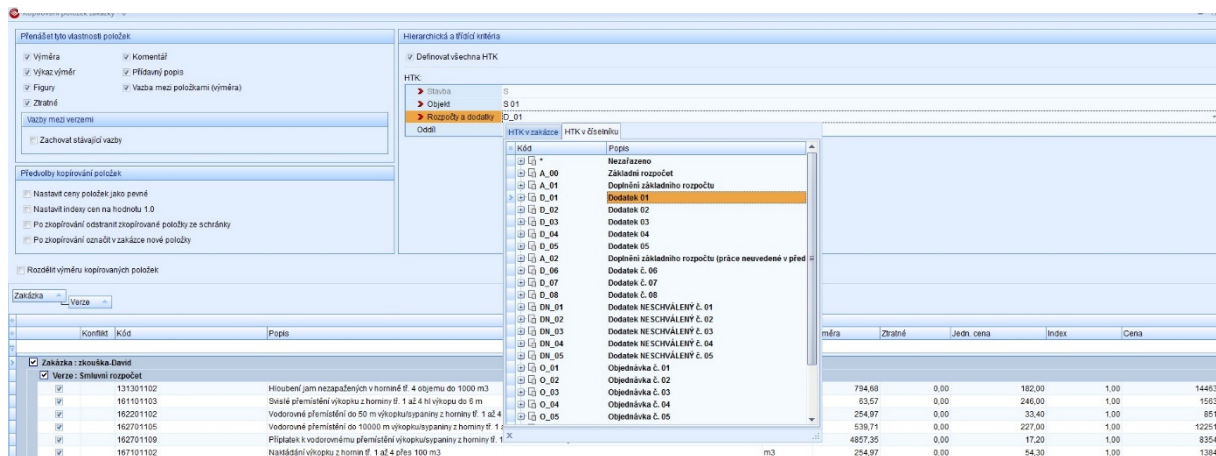 Kopírování položek zakázky
Přenášet tyto vlastnosti položek
Výměra
Komentář
Výkaz výměr
Přídavný popis
Figury
Vazba mezi položkami (výměra)
Ztratné
Vazby mezi verzemi
Zachovat stávající vazby
Předvolby kopírování položek
Nastavit ceny položek jako pevné
Nastavit indexy cen na hodnotu 1.0
Po zkopírování odstranit zkopírované položky ze schránky
Po zkopírování označit v zakázce nové položky
Rozdělit výměru kopírovaných položek
Hierarchická a třídící kritéria
Definovat všechna HTK
HTK:
Stavba S
Objekt S 01
Rozpočty a dodatky D_01
Oddíl
HTK v zakázce HTK v číselníku
Kód Popis
* Nezařazeno
A_00 Základní rozpočet
A_01 Doplnění základního rozpočtu
D_01 Dodatek 01
D_02 Dodatek 02
D_03 Dodatek 03
D_04 Dodatek 04
D_05 Dodatek 05
A_02 Doplnění základního rozpočtu (práce neuvedené v před
D_06 Dodatek č. 06
D_07 Dodatek č. 07
D_08 Dodatek č. 08
DN_01 Dodatek NESCHVÁLENÝ č. 01
DN_02 Dodatek NESCHVÁLENÝ č. 02
DN_03 Dodatek NESCHVÁLENÝ č. 03
DN_04 Dodatek NESCHVÁLENÝ č. 04
DN_05 Dodatek NESCHVÁLENÝ č. 05
O_01 Objednávka č. 01
O_02 Objednávka č. 02
O_03 Objednávka č. 03
O_04 Objednávka č. 04
O_05 Objednávka č. 05
Zakázka
Verze
Konflikt Kód Popis měra Ztratné Jedn. cena Index Cena
Zakázka : zkouška-David
Verze : Smluvní rozpočet
131301102 Hloubení jam nezapažených v hornině tř. 4 objemu do 1000 m3 794,68 0,00 182,00 1,00 14463
161101103 Svislé přemístění výkopku z horniny tř. 1 až 4 hl výkopu do 6 m 63,57 0,00 246,00 1,00 1563
162201102 Vodorovné přemístění do 50 m výkopku/sypaniny z horniny tř. 1 až 4 254,97 0,00 33,40 1,00 851
162701105 Vodorovné přemístění do 10000 m výkopku/sypaniny z horniny tř. 1 539,71 0,00 227,00 1,00 12251
162701109 Příplatek k vodorovnému přemístění výkopku/sypaniny z horniny tř. 4857,35 0,00 17,20 1,00 8354
167101102 Nakládání výkopku z hornin tř. 1 až 4 přes 100 m3 m3 254,97 0,00 54,30 1,00 1384